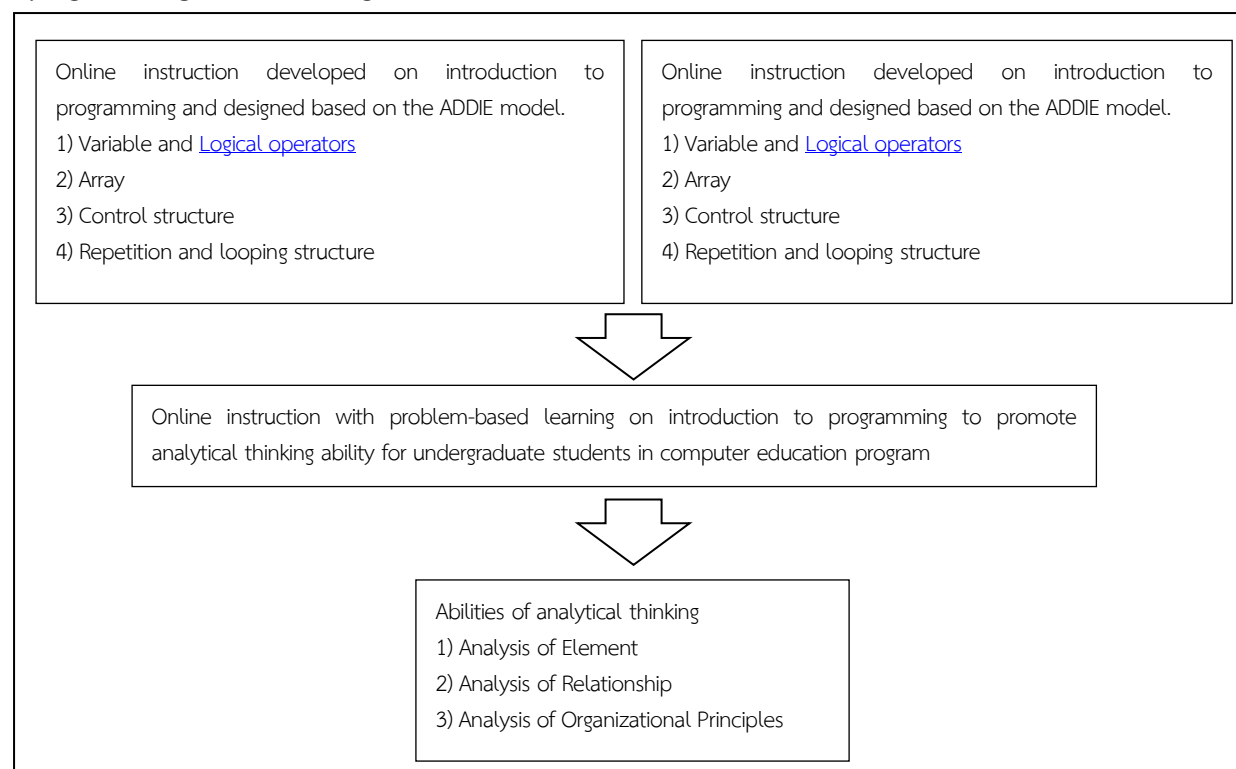 Online instruction developed on introduction to
programming and designed based on the ADDIE model.
1) Variable and Logical operators
2) Array
3) Control structure
4) Repetition and looping structure
Online instruction developed on introduction to
programming and designed based on the ADDIE model.
1) Variable and Logical operators
2) Array
3) Control structure
4) Repetition and looping structure
Online instruction with problem-based learning on introduction to programming to promote
analytical thinking ability for undergraduate students in computer education program
Abilities of analytical thinking
1) Analysis of Element
2) Analysis of Relationship
3) Analysis of Organizational Principles